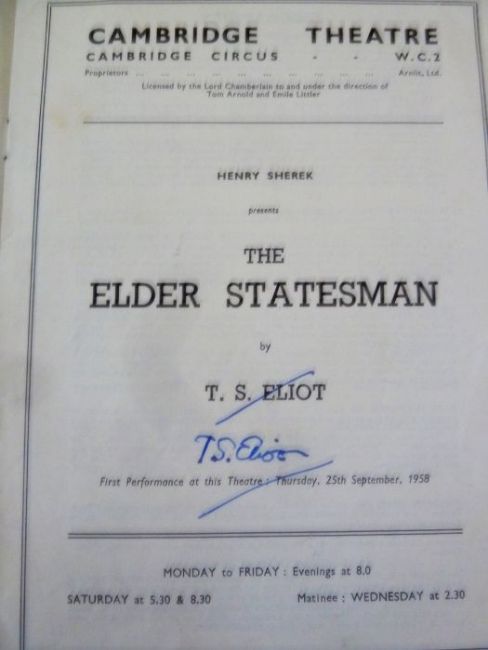 CAMBRIDGE THEATRE
CAMBRIDGE CIRCUS - - W.C.2
Proprietors ... ... ... ... ... ... ... ... ... ... Arnlit, Ltd.
Licensed by the Lord Chamberlain to and under the direction of
Tom Arnold and Emile Littler
HENRY SHEREK
presents
THE
ELDER STATESMAN
by
T. S. ELIOT
T.S. Eliot
First Performance at this Theatre: Thursday, 25th September, 1958
MONDAY to FRIDAY : Evenings at 8.0
SATURDAY at 5.30 & 8.30 Matinee : WEDNESDAY at 2.30